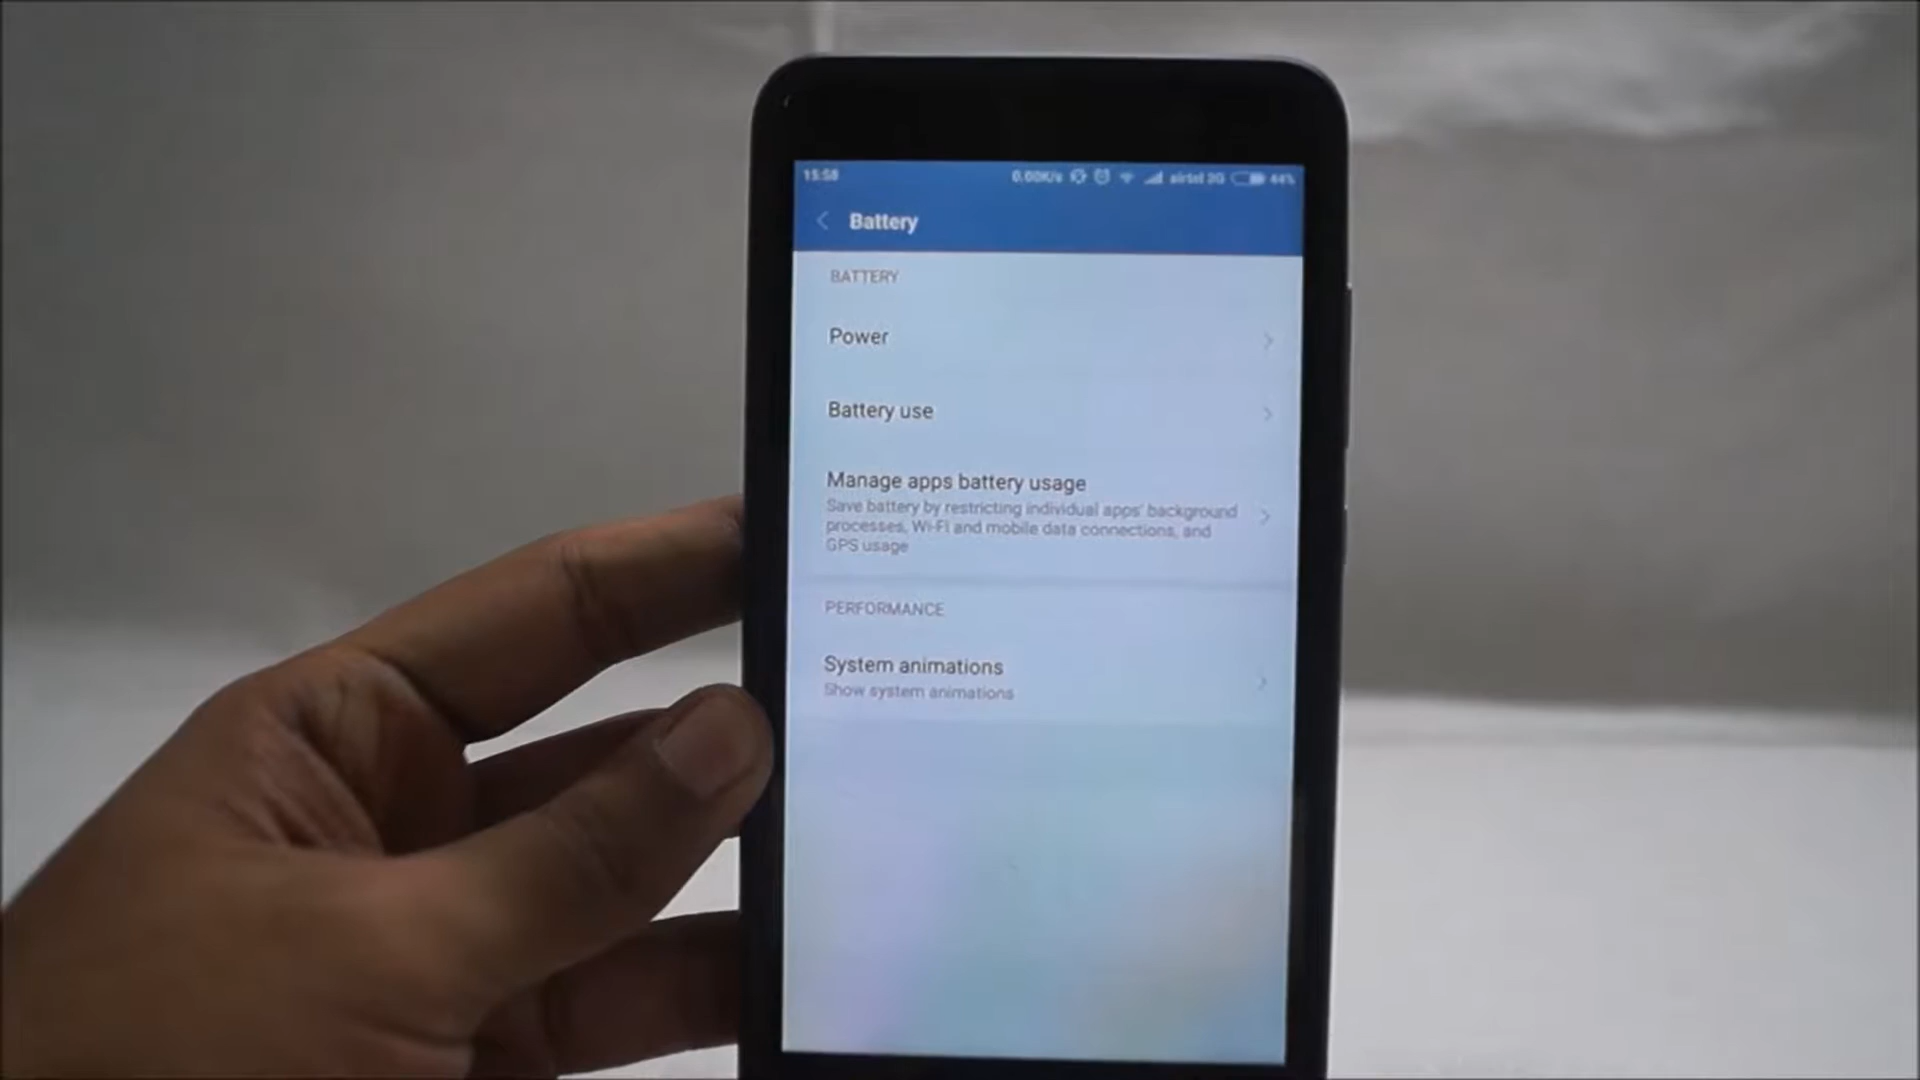 15:58 0.00K/s airtel 3G 44%
Battery
BATTERY
Power
Battery use
Manage apps battery usage
Save battery by restricting individual apps' background
processes, Wi-Fi and mobile data connections, and
GPS usage
PERFORMANCE
System animations
Show system animations